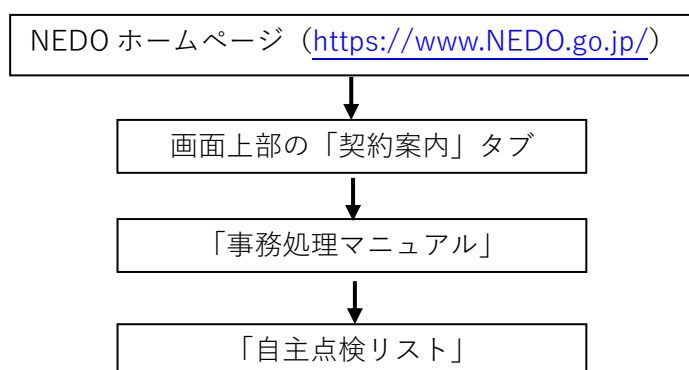 NEDO ホームページ（https://www.NEDO.go.jp/）
画面上部の「契約案内」タブ
「事務処理マニュアル」
「自主点検リスト」